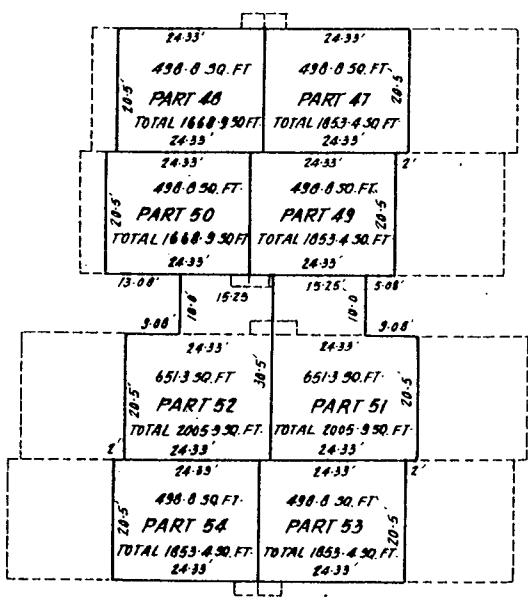 24·33' 24·33'
498·8 SQ.FT 498·8 SQ.FT
20·5' PART 48 PART 47 20·5'
TOTAL 1668·9 SQ FT TOTAL 1853·4 SQ.FT.
24·33' 24·33'
24·33' 24·33' 2'
498·8 SQ.FT. 498·8 SQ.FT.
20·5' PART 50 PART 49 20·5'
TOTAL 1668·9 SQ FT TOTAL 1853·4 SQ.FT.
24·33' 24·33'
13·08' 15·25 15·25' 5·08'
10·0' 10·0
9·08' 9·08'
24·33' 24·33'
651·3 SQ.FT 30·5' 651·3 SQ.FT
20·5' PART 52 PART 51 20·5'
TOTAL 2005·9 SQ.FT. TOTAL 2005·9 SQ.FT.
2' 24·33' 24·33'
24·33' 24·33' 2'
498·8 SQ.FT. 498·8 SQ.FT
20·5' PART 54 PART 53 20·5'
TOTAL 1853·4 SQ.FT. TOTAL 1853·4 SQ.FT.
24·33' 24·33'